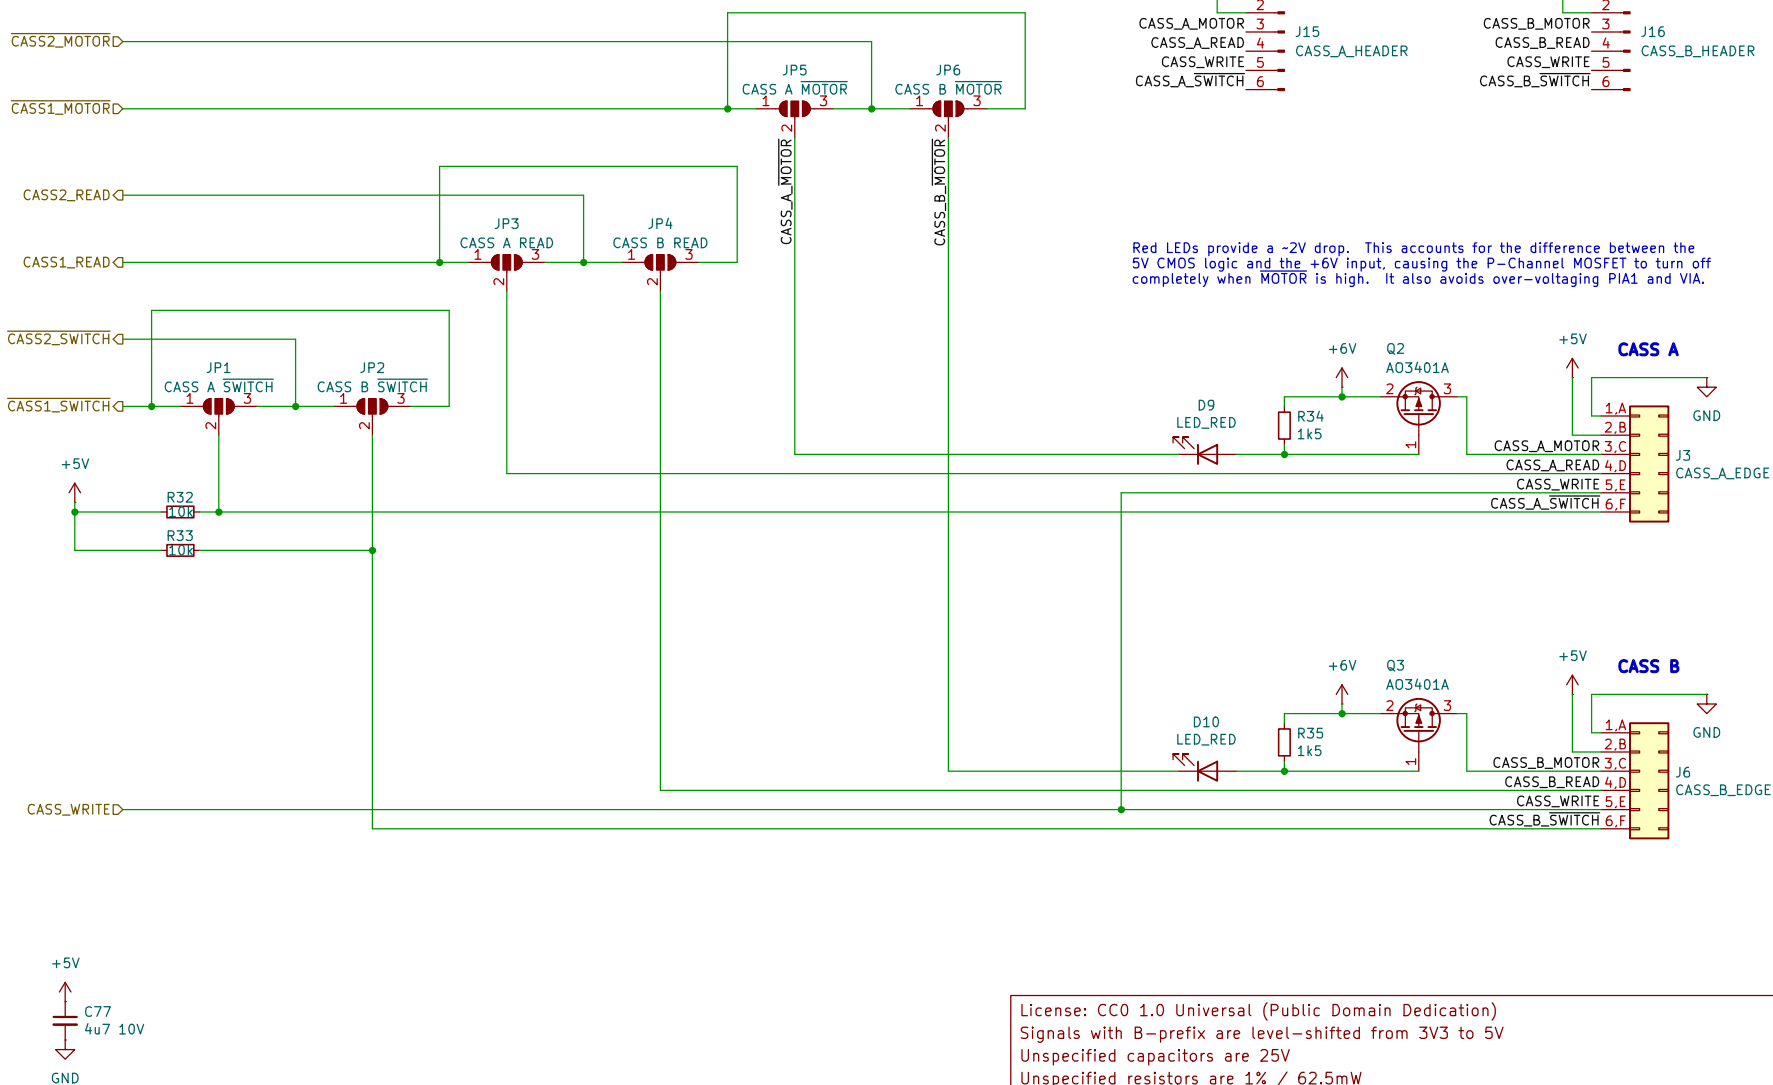 CASS2_MOTOR
CASS1_MOTOR
JP5
CASS A MOTOR
1
3
2
CASS_A_MOTOR
JP6
CASS B MOTOR
1
3
2
CASS_B_MOTOR
2
CASS_A_MOTOR 3
CASS_A_READ 4
CASS_WRITE 5
CASS_A_SWITCH 6
J15
CASS_A_HEADER
2
CASS_B_MOTOR 3
CASS_B_READ 4
CASS_WRITE 5
CASS_B_SWITCH 6
J16
CASS_B_HEADER
CASS2_READ
CASS1_READ
JP3
CASS A READ
1
3
2
JP4
CASS B READ
1
3
2
Red LEDs provide a ~2V drop. This accounts for the difference between the
5V CMOS logic and the +6V input, causing the P-Channel MOSFET to turn off
completely when MOTOR is high. It also avoids over-voltaging PIA1 and VIA.
CASS2_SWITCH
CASS1_SWITCH
JP1
CASS A SWITCH
1
3
2
JP2
CASS B SWITCH
1
3
2
+5V
R32
10k
R33
10k
D9
LED_RED
+6V
R34
1k5
Q2
AO3401A
2
3
1
+5V
CASS A
GND
1,A
2,B
CASS_A_MOTOR 3,C
CASS_A_READ 4,D
CASS_WRITE 5,E
CASS_A_SWITCH 6,F
J3
CASS_A_EDGE
D10
LED_RED
+6V
R35
1k5
Q3
AO3401A
2
3
1
+5V
CASS B
GND
1,A
2,B
CASS_B_MOTOR 3,C
CASS_B_READ 4,D
CASS_WRITE 5,E
CASS_B_SWITCH 6,F
J6
CASS_B_EDGE
CASS_WRITE
+5V
C77
4u7 10V
GND
License: CC0 1.0 Universal (Public Domain Dedication)
Signals with B-prefix are level-shifted from 3V3 to 5V
Unspecified capacitors are 25V
Unspecified resistors are 1% / 62.5mW